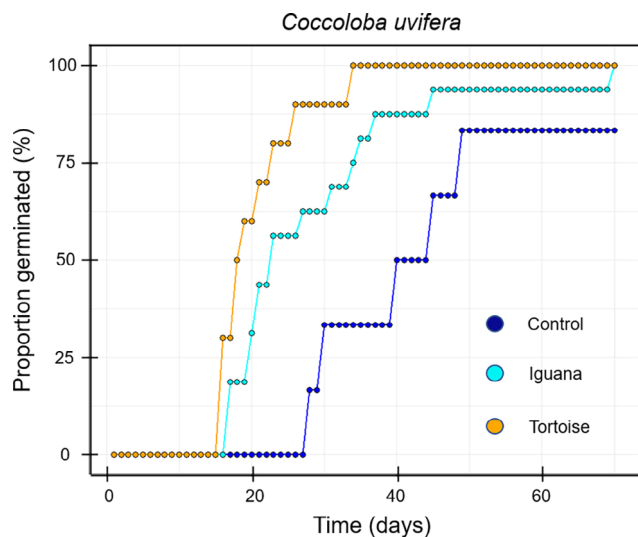 Coccoloba uvifera
Proportion germinated (%)
100
75
50
25
0
0 20 40 60
Time (days)
Control
Iguana
Tortoise